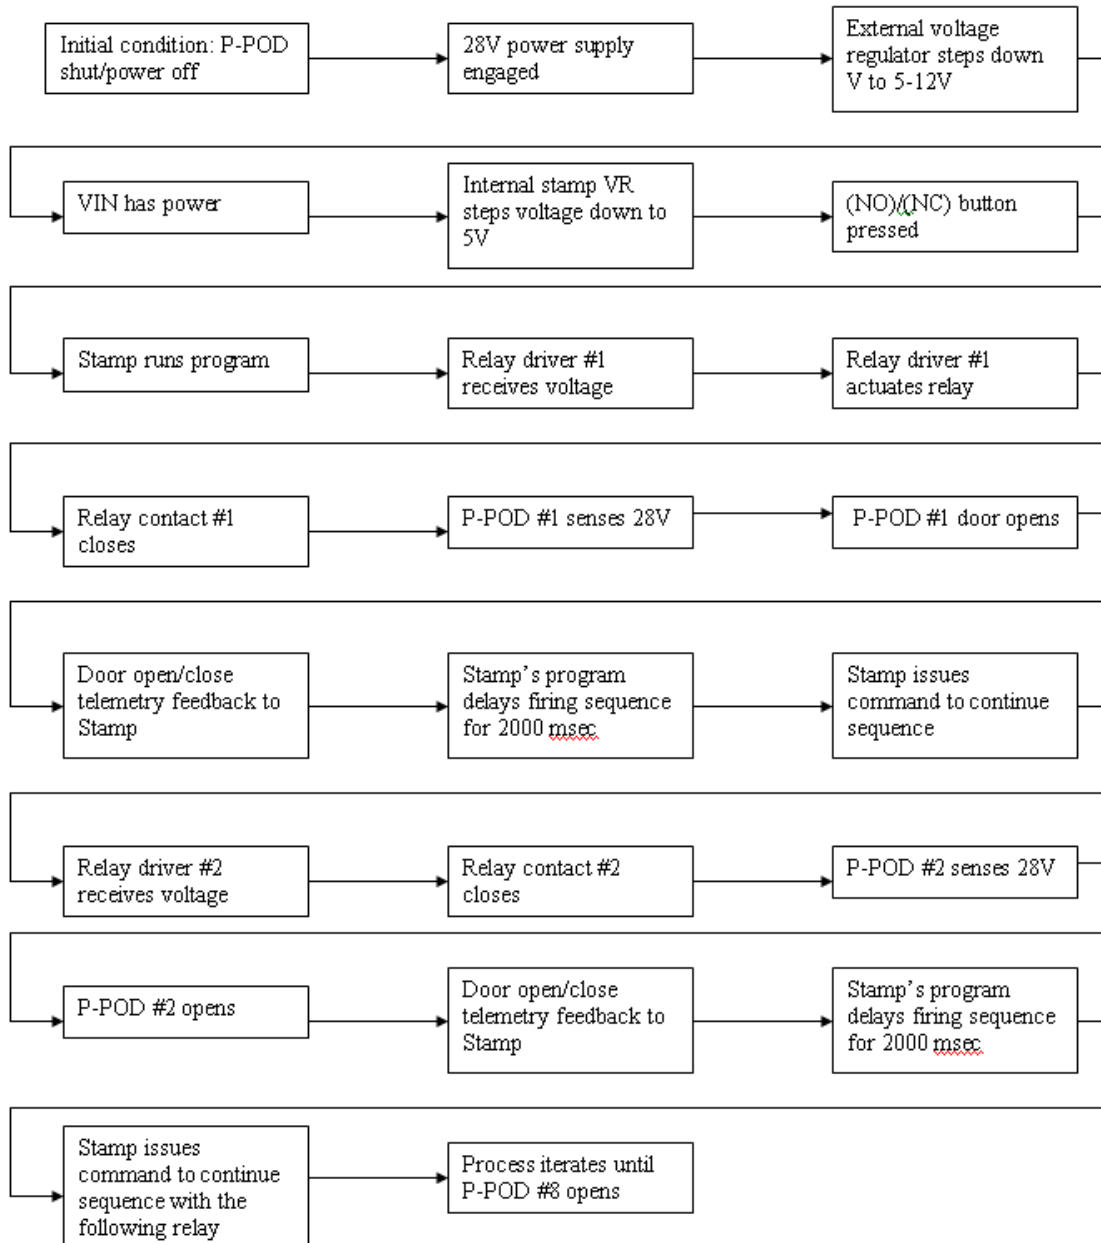 Initial condition: P-POD
shut/power off
28V power supply
engaged
External voltage
regulator steps down
V to 5-12V
VIN has power
Internal stamp VR
steps voltage down to
5V
(NO)/(NC) button
pressed
Stamp runs program
Relay driver #1
receives voltage
Relay driver #1
actuates relay
Relay contact #1
closes
P-POD #1 senses 28V
P-POD #1 door opens
Door open/close
telemetry feedback to
Stamp
Stamp’s program
delays firing sequence
for 2000 msec
Stamp issues
command to continue
sequence
Relay driver #2
receives voltage
Relay contact #2
closes
P-POD #2 senses 28V
P-POD #2 opens
Door open/close
telemetry feedback to
Stamp
Stamp’s program
delays firing sequence
for 2000 msec
Stamp issues
command to continue
sequence with the
following relay
Process iterates until
P-POD #8 opens